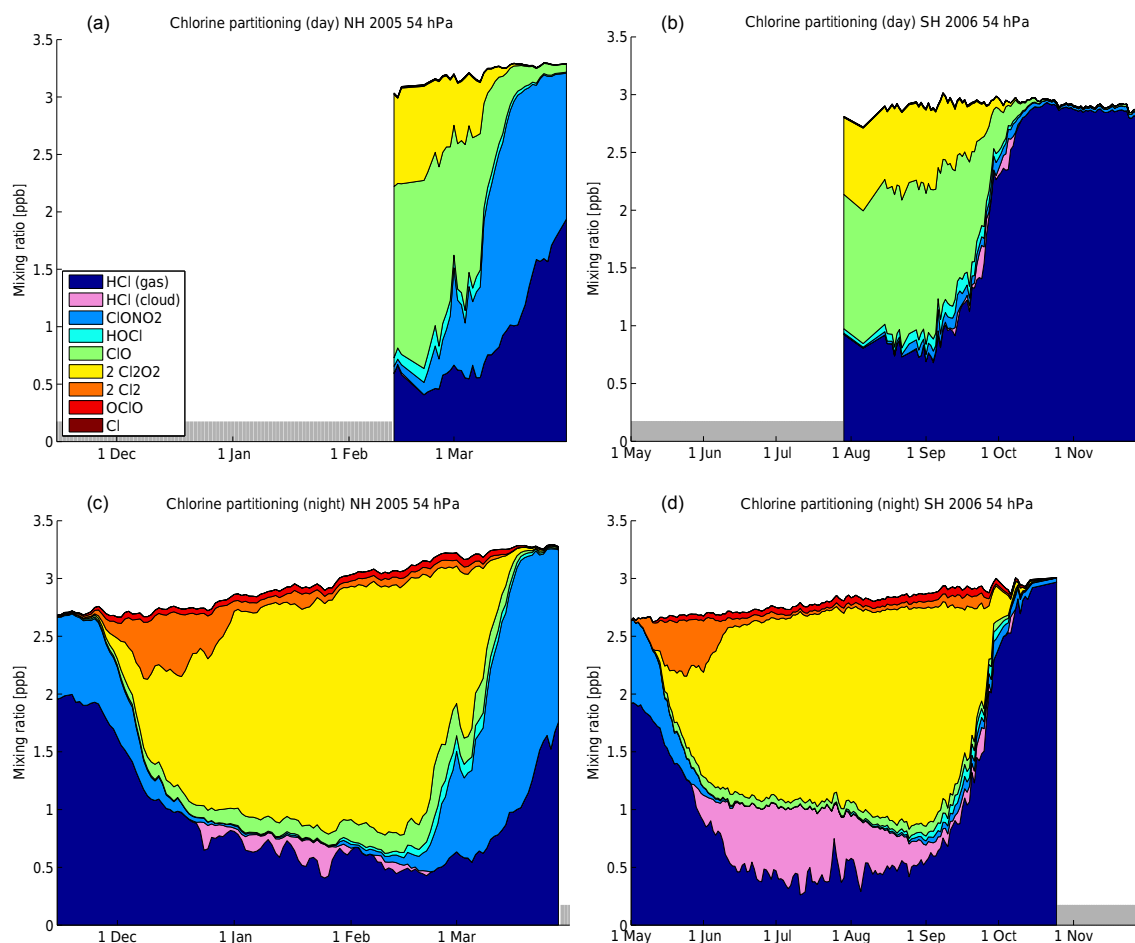 (a)
Chlorine partitioning (day) NH 2005 54 hPa
3.5
3
2.5
2
1.5
1
0.5
0
Mixing ratio [ppb]
1 Dec 1 Jan 1 Feb 1 Mar
HCl (gas)
HCl (cloud)
ClONO2
HOCl
ClO
2 Cl2O2
2 Cl2
OClO
Cl
(b)
Chlorine partitioning (day) SH 2006 54 hPa
3.5
3
2.5
2
1.5
1
0.5
0
Mixing ratio [ppb]
1 May 1 Jun 1 Jul 1 Aug 1 Sep 1 Oct 1 Nov
(c)
Chlorine partitioning (night) NH 2005 54 hPa
3.5
3
2.5
2
1.5
1
0.5
0
Mixing ratio [ppb]
1 Dec 1 Jan 1 Feb 1 Mar
(d)
Chlorine partitioning (night) SH 2006 54 hPa
3.5
3
2.5
2
1.5
1
0.5
0
Mixing ratio [ppb]
1 May 1 Jun 1 Jul 1 Aug 1 Sep 1 Oct 1 Nov